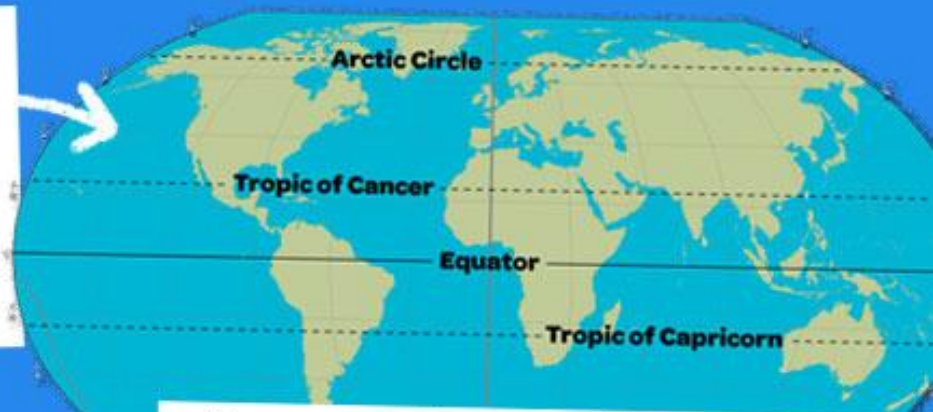 Arctic Circle
Tropic of Cancer
Equator
Tropic of Capricorn